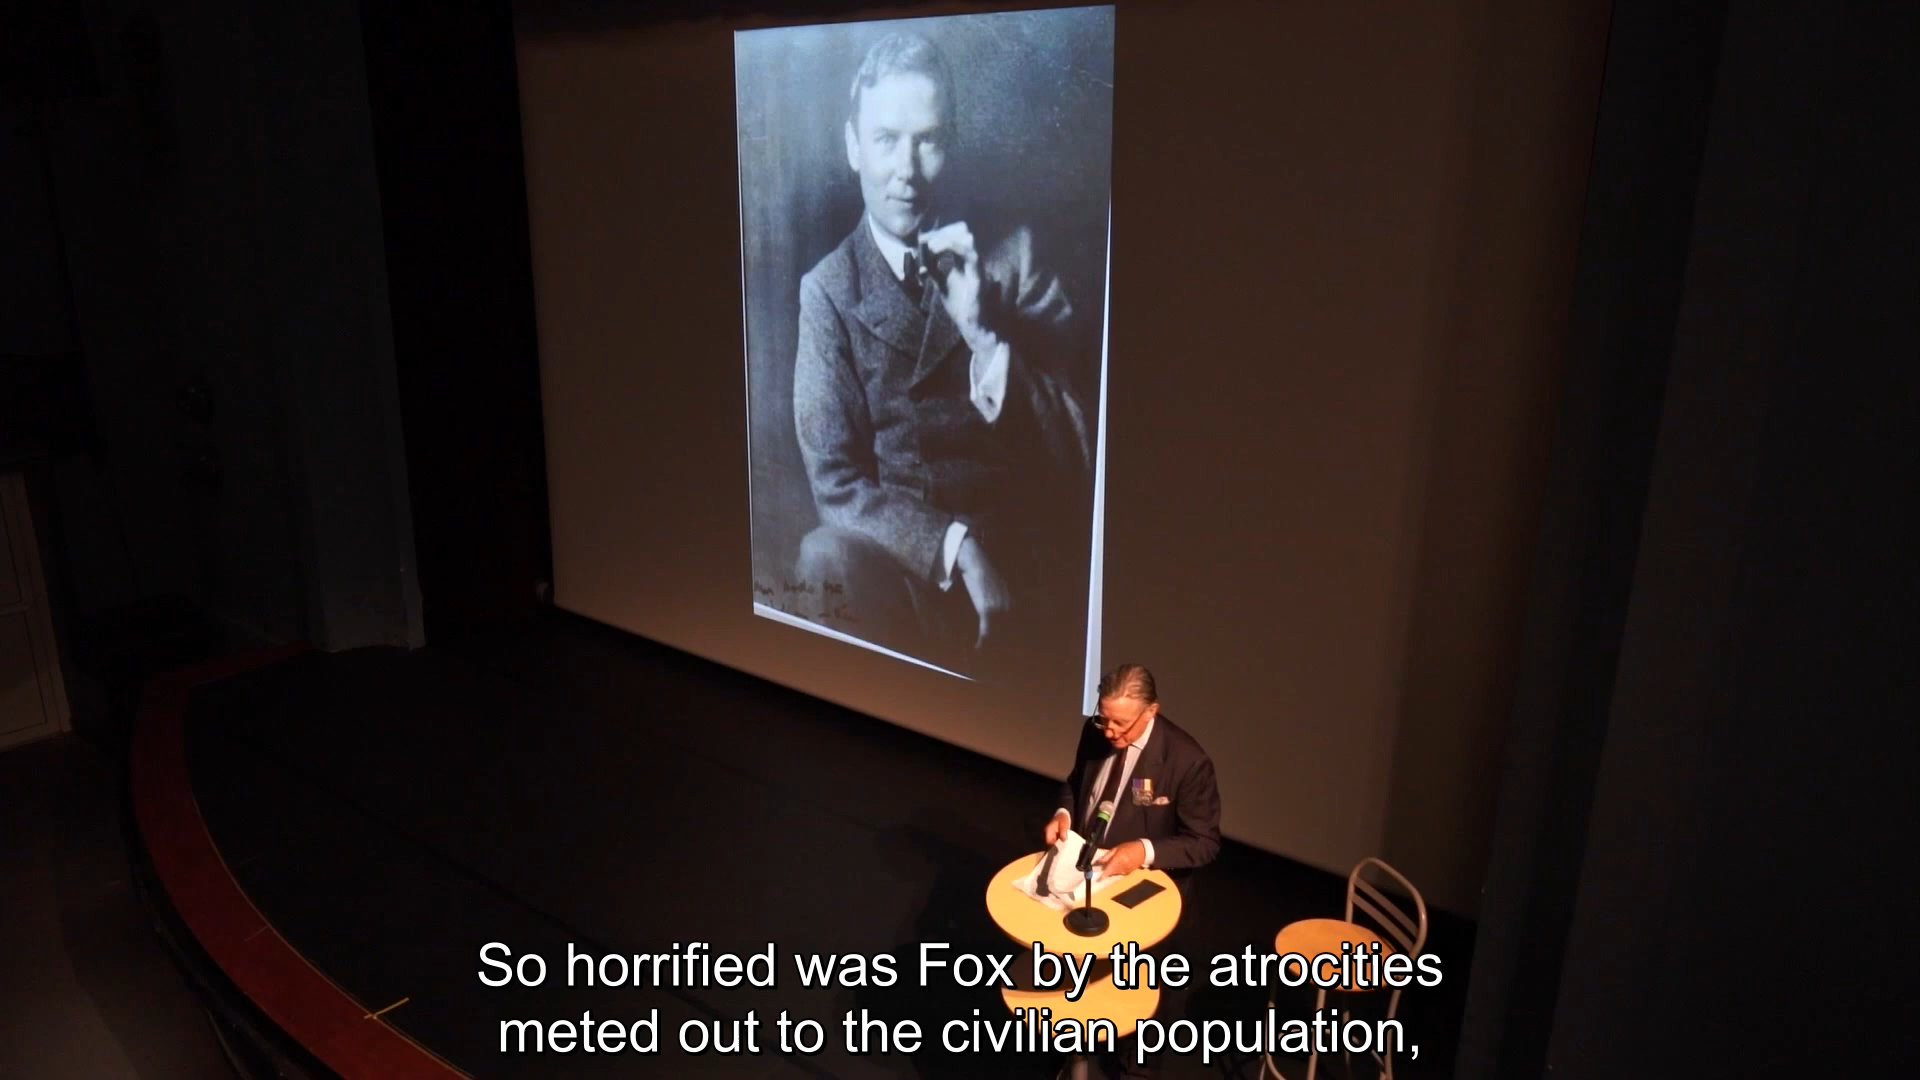 So horrified was Fox by the atrocities
meted out to the civilian population,